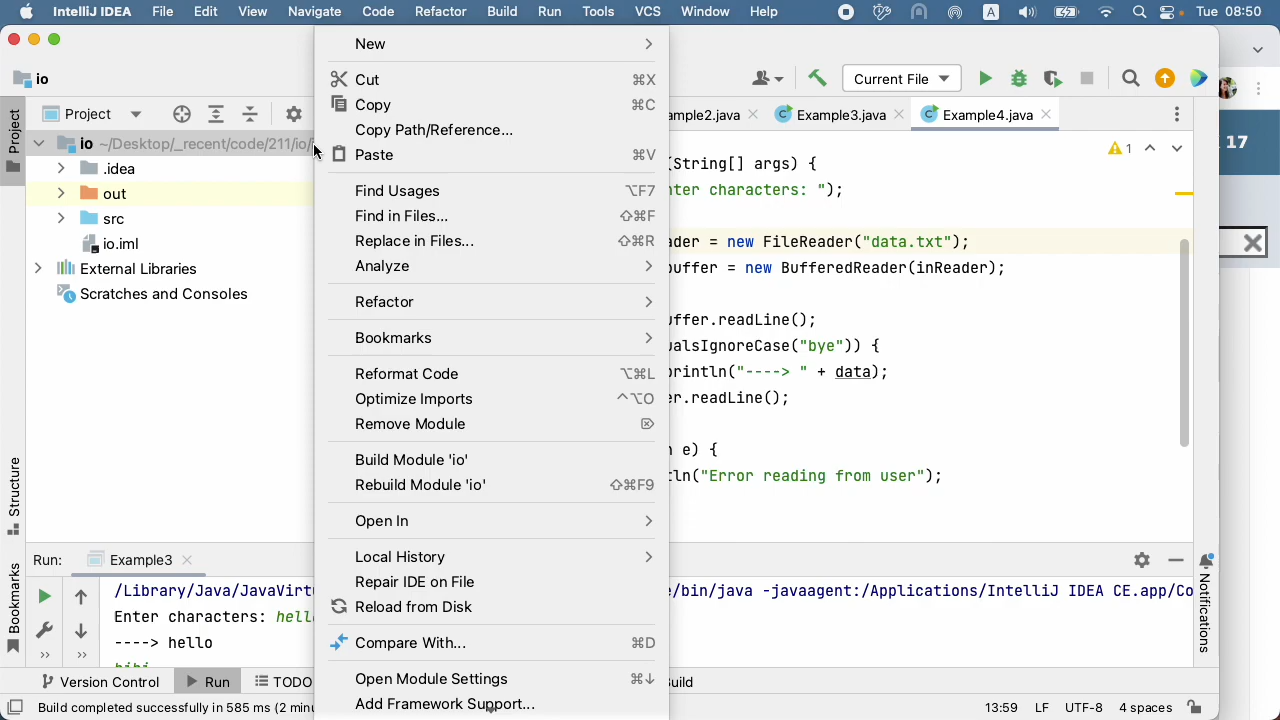 IntelliJ IDEA File Edit View Navigate Code Refactor Build Run Tools VCS Window Help A Tue 08:50
io
Current File
Project
Example3.java
Example4.java
ample2.java
17
Project
io ~/Desktop/_recent/code/211/io/
.idea
out
src
io.iml
External Libraries
Scratches and Consoles
New
Cut ⌘X
Copy ⌘C
Copy Path/Reference...
Paste ⌘V
Find Usages ⌥F7
Find in Files... ⇧⌘F
Replace in Files... ⇧⌘R
Analyze
Refactor
Bookmarks
Reformat Code ⌥⌘L
Optimize Imports ^⌥O
Remove Module ⌦
Build Module 'io'
Rebuild Module 'io' ⇧⌘F9
Open In
Local History
Repair IDE on File
Reload from Disk
Compare With... ⌘D
Open Module Settings ⌘↓
Add Framework Support...
(String[] args) {
nter characters: ");
ader = new FileReader("data.txt");
buffer = new BufferedReader(inReader);
uffer.readLine();
ualsIgnoreCase("bye")) {
println("----> " + data);
er.readLine();
n e) {
ln("Error reading from user");
1
Structure
Bookmarks
Notifications
Run: Example3
/Library/Java/JavaVirtu
e/bin/java -javaagent:/Applications/IntelliJ IDEA CE.app/Co
Enter characters: hello
----> hello
Version Control Run TODO
Build
Build completed successfully in 585 ms (2 minu
13:59 LF UTF-8 4 spaces